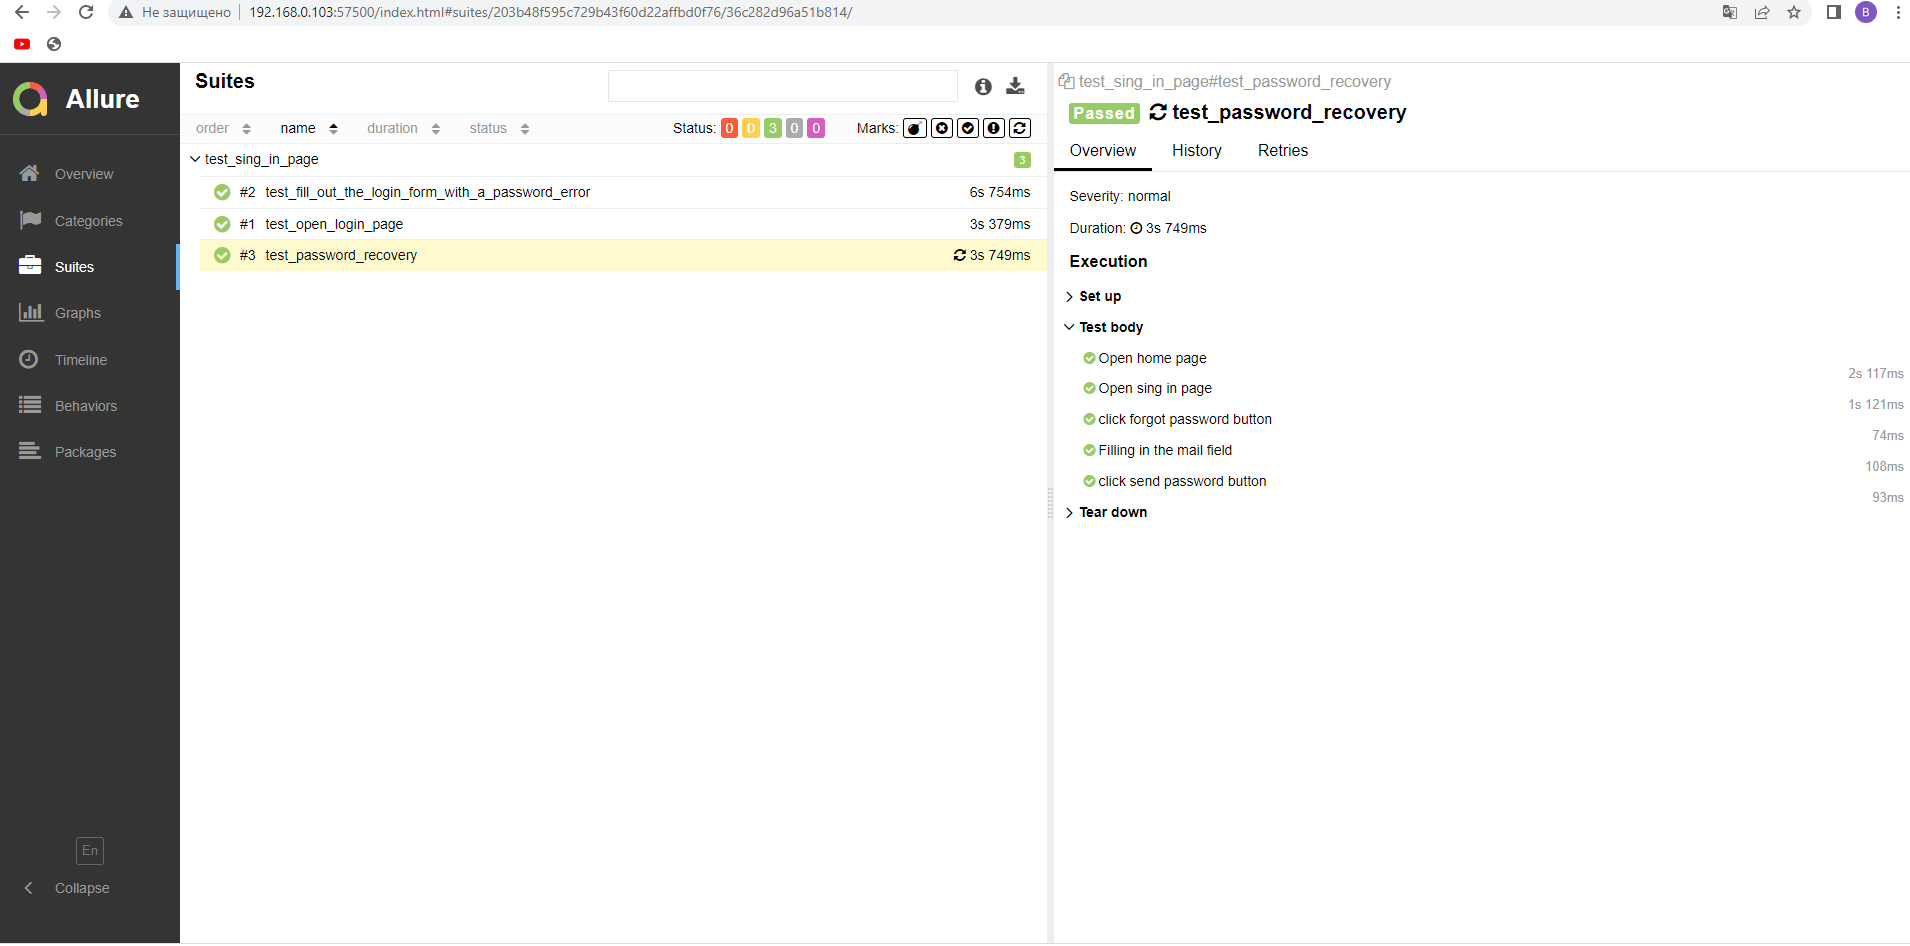 Не защищено 192.168.0.103:57500/index.html#suites/203b48f595c729b43f60d22affbd0f76/36c282d96a51b814/
B
Allure
Overview
Categories
Suites
Graphs
Timeline
Behaviors
Packages
En
Collapse
Suites
order name duration status Status: 0 0 3 0 0 Marks:
test_sing_in_page 3
#2 test_fill_out_the_login_form_with_a_password_error 6s 754ms
#1 test_open_login_page 3s 379ms
#3 test_password_recovery 3s 749ms
test_sing_in_page#test_password_recovery
Passed test_password_recovery
Overview History Retries
Severity: normal
Duration: 3s 749ms
Execution
Set up
Test body
Open home page
2s 117ms
Open sing in page
1s 121ms
click forgot password button
74ms
Filling in the mail field
108ms
click send password button
93ms
Tear down